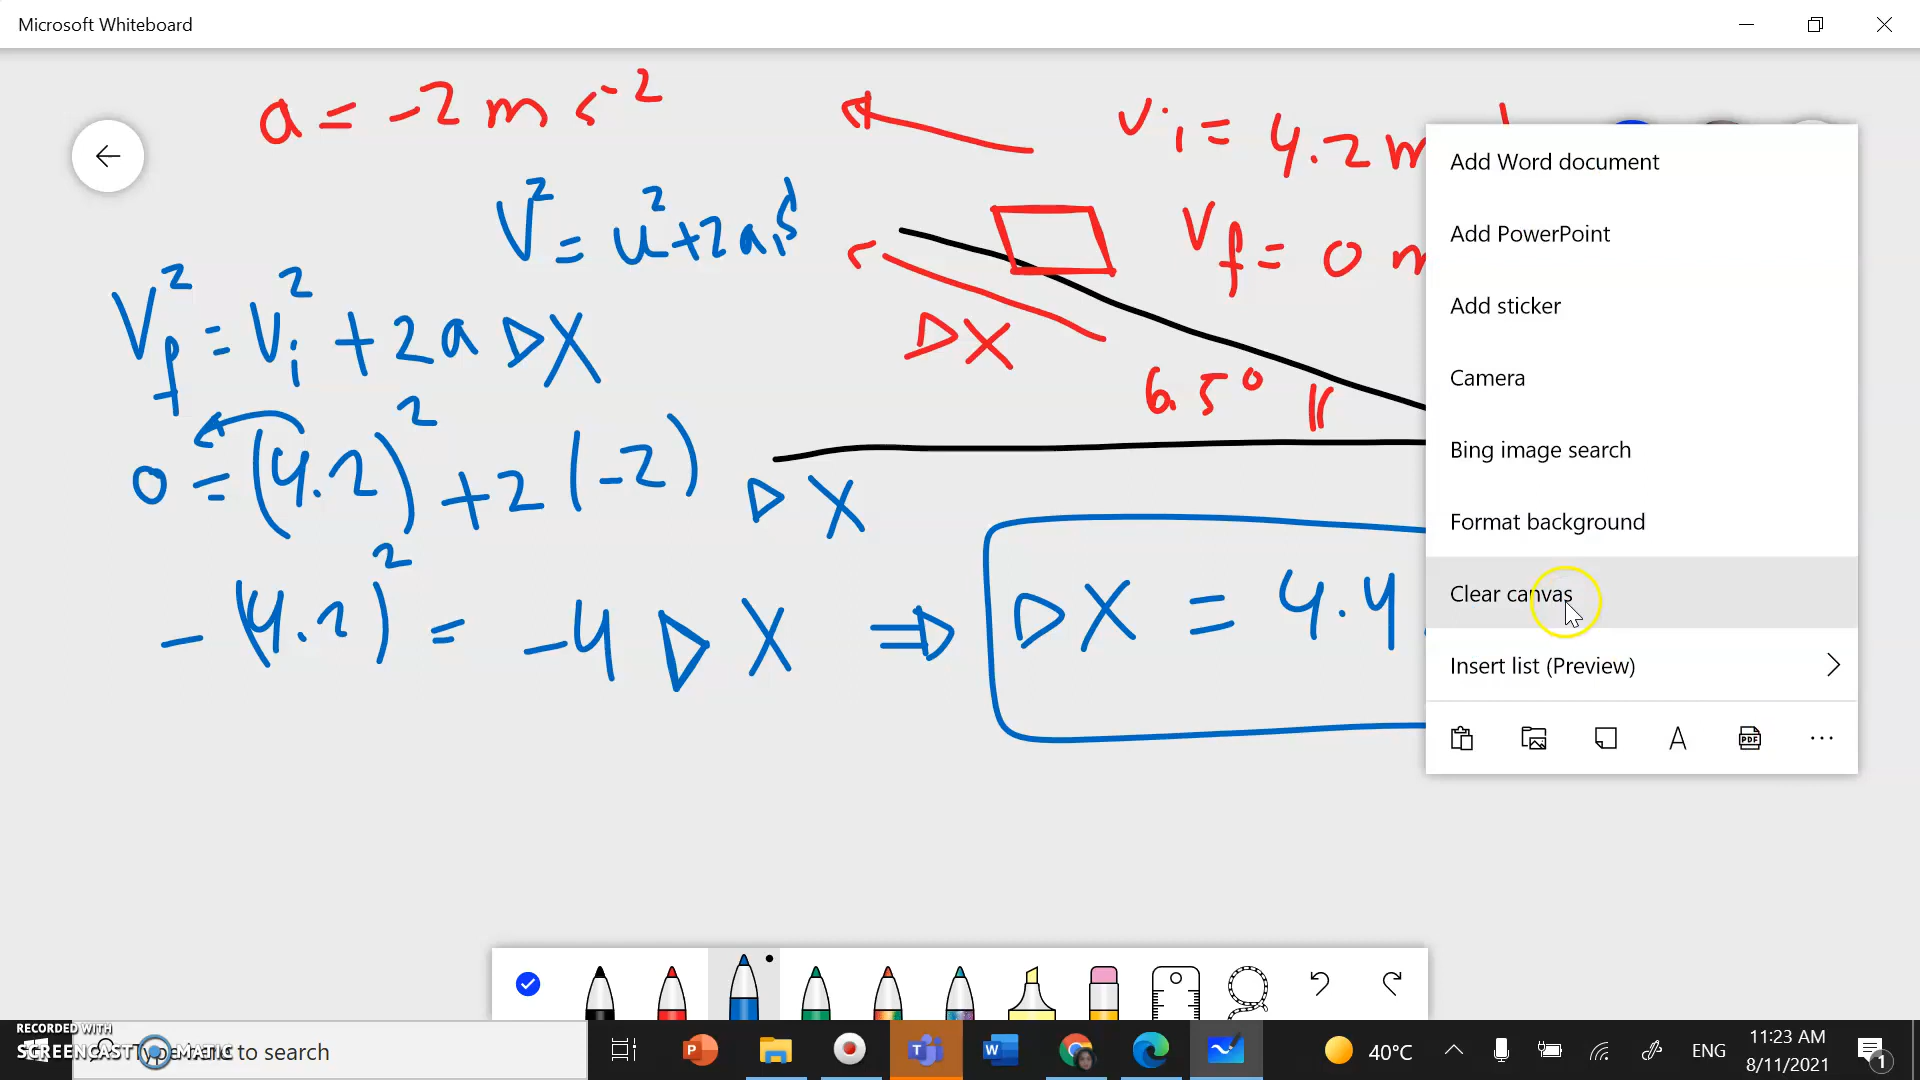 Microsoft Whiteboard
a = -2 m s⁻²
Vi = 4.2 m
V² = u² + 2as
Vf = 0 m
Vf² = Vi² + 2a ΔX
ΔX
6.5°
0 = (4.2)² + 2(-2) ΔX
-(4.2)² = -4 ΔX ⇒ ΔX = 4.4
Add Word document
Add PowerPoint
Add sticker
Camera
Bing image search
Format background
Clear canvas
Insert list (Preview)
PDF
RECORDED WITH
SCREENCAST MATIC
to search
40°C
ENG
11:23 AM
8/11/2021
1